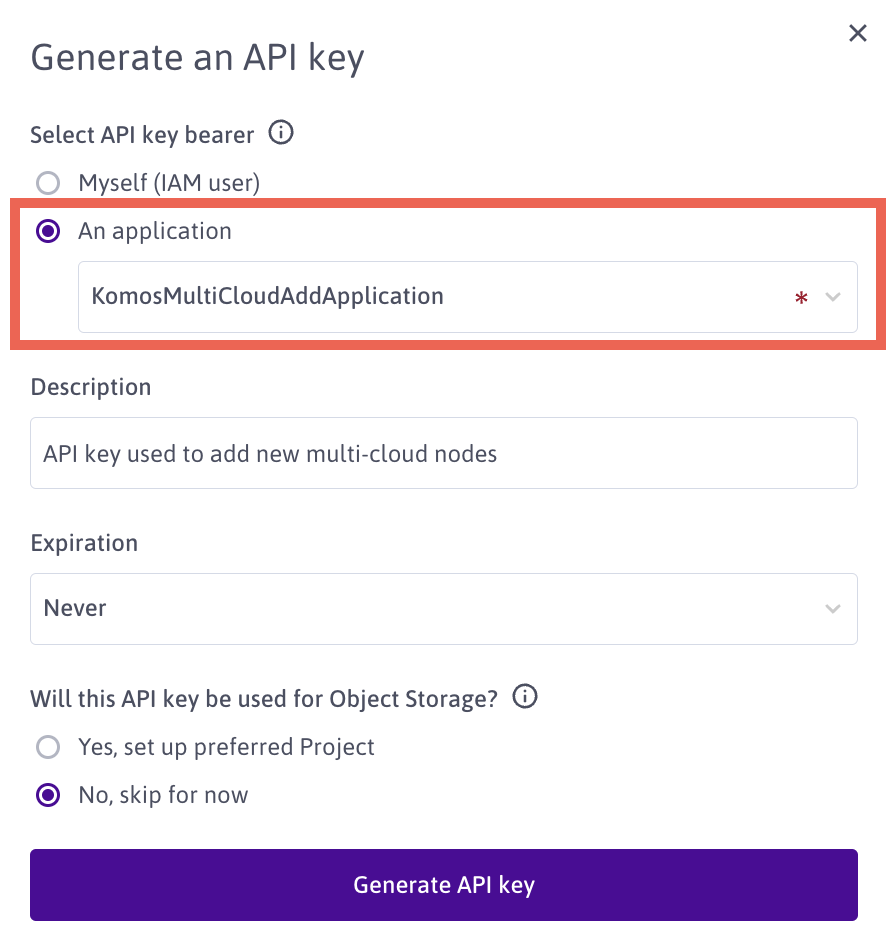 Generate an API key
Select API key bearer
Myself (IAM user)
An application
KomosMultiCloudAddApplication *
Description
API key used to add new multi-cloud nodes
Expiration
Never
Will this API key be used for Object Storage?
Yes, set up preferred Project
No, skip for now
Generate API key